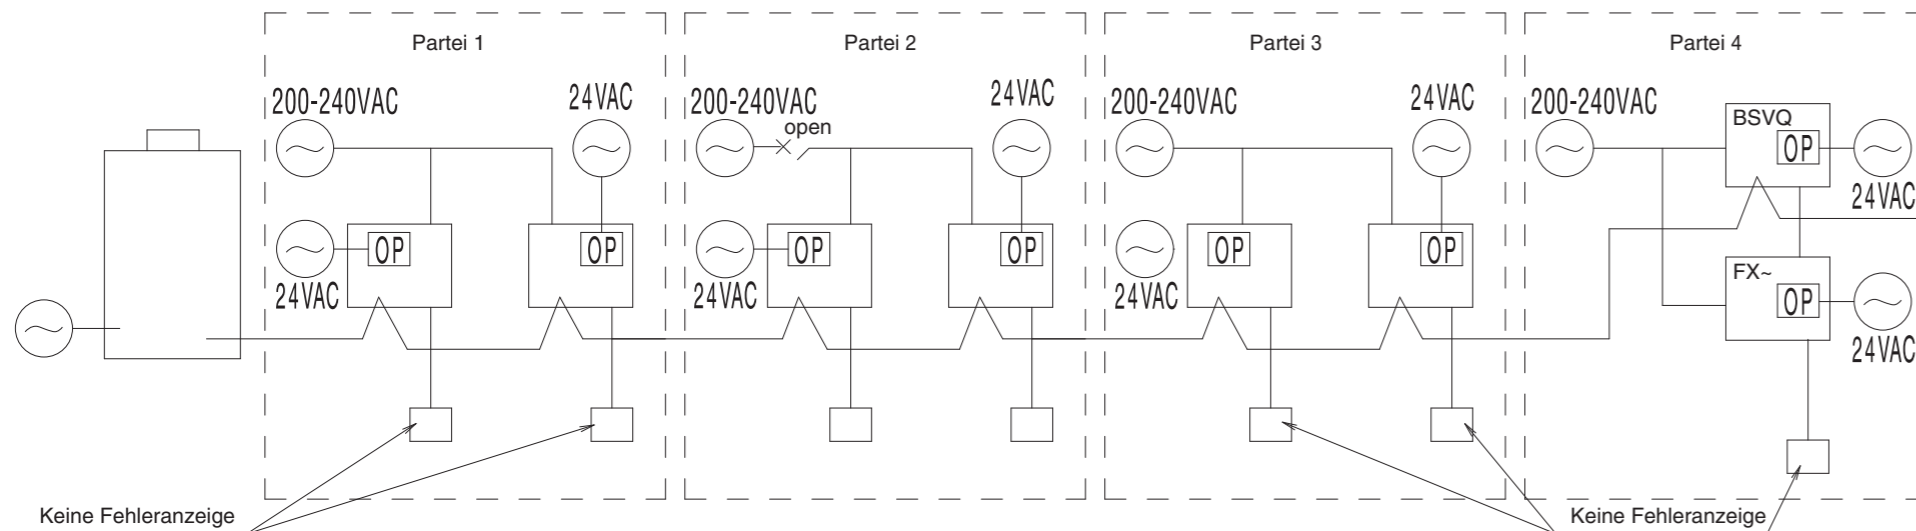 Partei 1
Partei 2
Partei 3
Partei 4
200-240VAC
24VAC
200-240VAC
24VAC
200-240VAC
24VAC
200-240VAC
BSVQ
open
OP
24VAC
OP
OP
OP
OP
OP
OP
24VAC
24VAC
24VAC
FX~
OP
24VAC
Keine Fehleranzeige
Keine Fehleranzeige